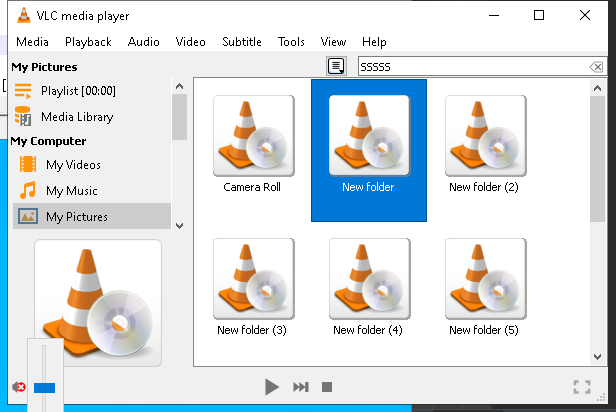 VLC media player
Media Playback Audio Video Subtitle Tools View Help
My Pictures
SSSSS
Playlist [00:00]
Media Library
My Computer
My Videos
My Music
My Pictures
Camera Roll
New folder
New folder (2)
New folder (3)
New folder (4)
New folder (5)